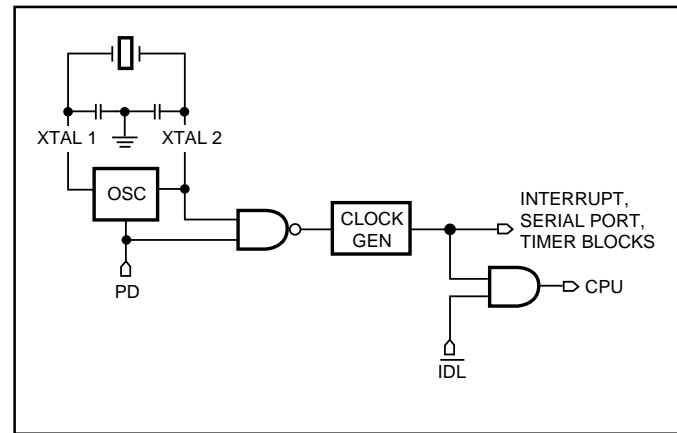 XTAL 1
XTAL 2
OSC
PD
CLOCK
GEN
INTERRUPT,
SERIAL PORT,
TIMER BLOCKS
CPU
IDL